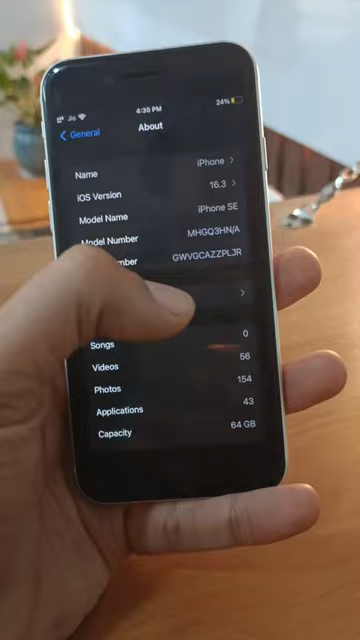 Jio
4:30 PM
24%
General
About
Name iPhone
iOS Version 16.3
Model Name iPhone SE
Model Number MHGQ3HN/A
mber GWVGCAZZPLJR
Songs 0
Videos 56
Photos 154
Applications 43
Capacity 64 GB